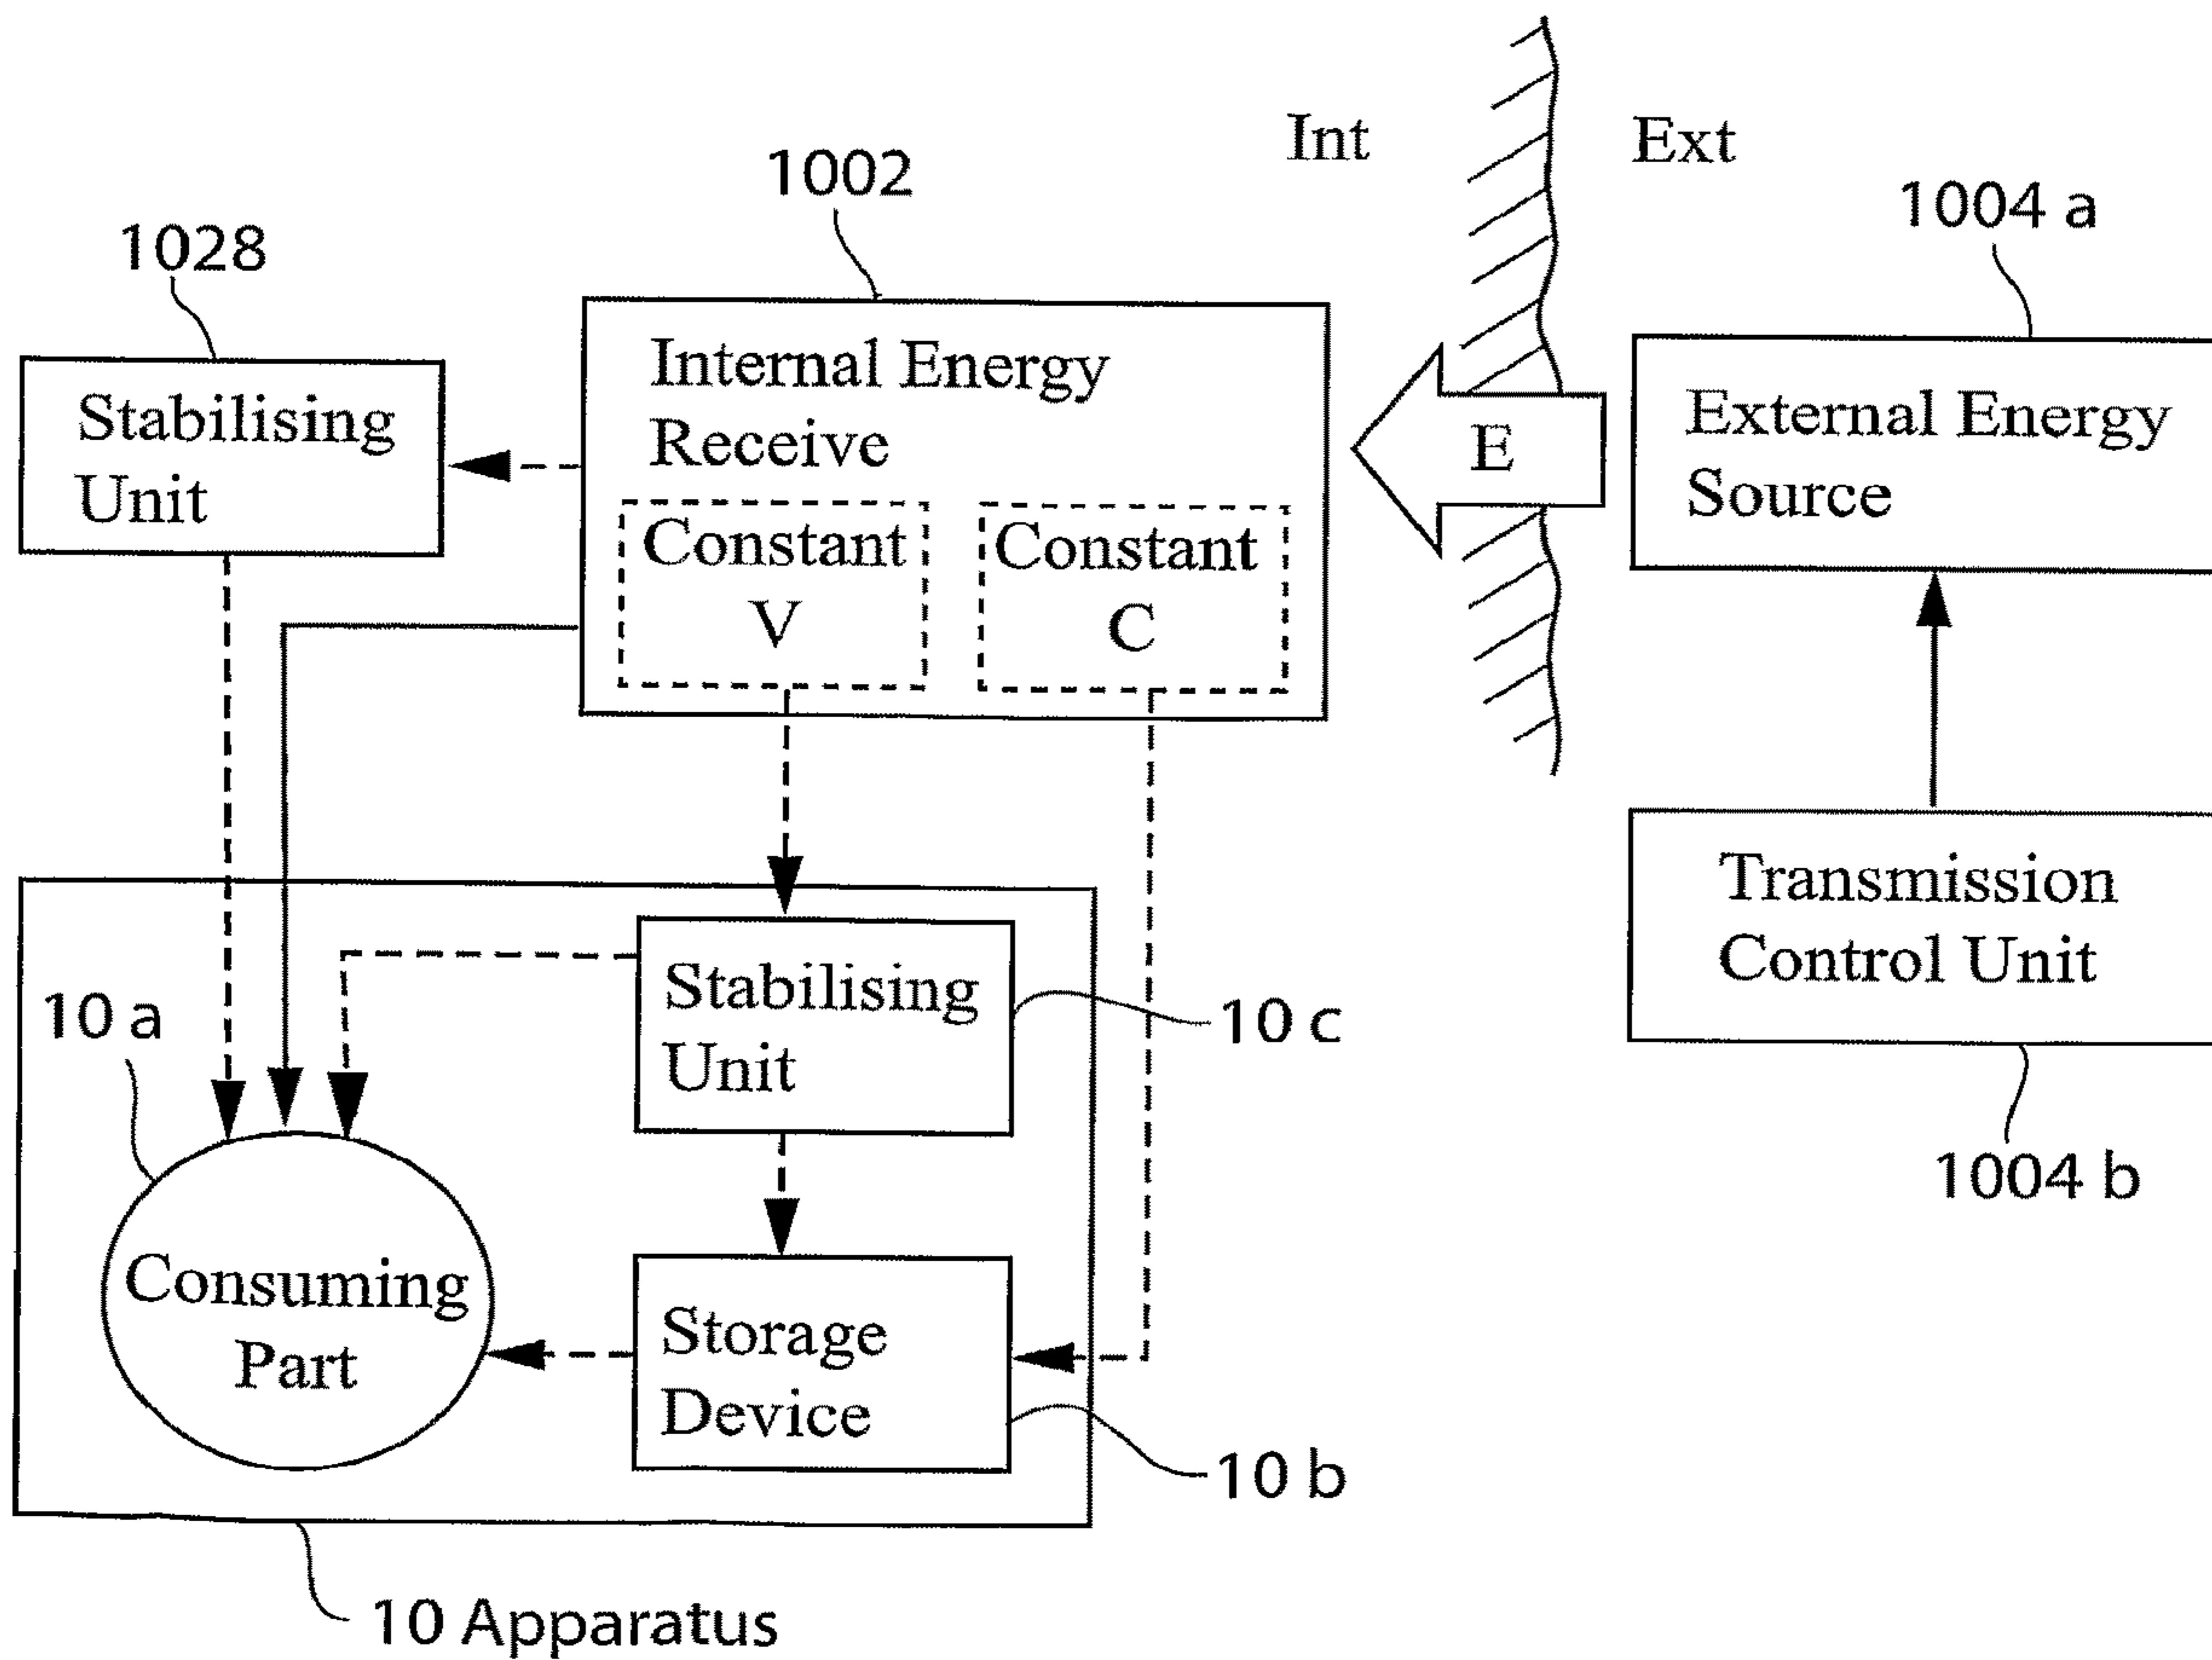 Int
Ext
1002
1004 a
1028
Internal Energy
Receive
Stabilising
Unit
E
External Energy
Source
Constant
V
Constant
C
Transmission
Control Unit
Stabilising
Unit
10 a
10 c
1004 b
Consuming
Part
Storage
Device
10 b
10 Apparatus